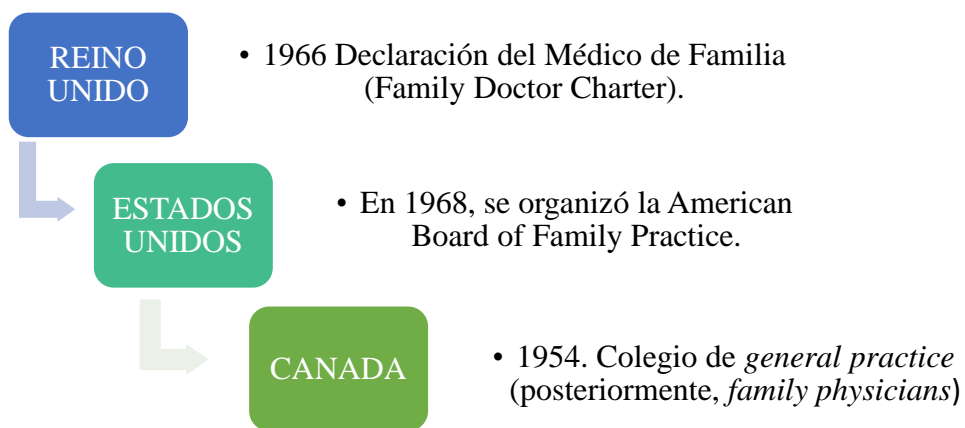 REINO
UNIDO
• 1966 Declaración del Médico de Familia
(Family Doctor Charter).
ESTADOS
UNIDOS
• En 1968, se organizó la American
Board of Family Practice.
CANADA
• 1954. Colegio de general practice
(posteriormente, family physicians)